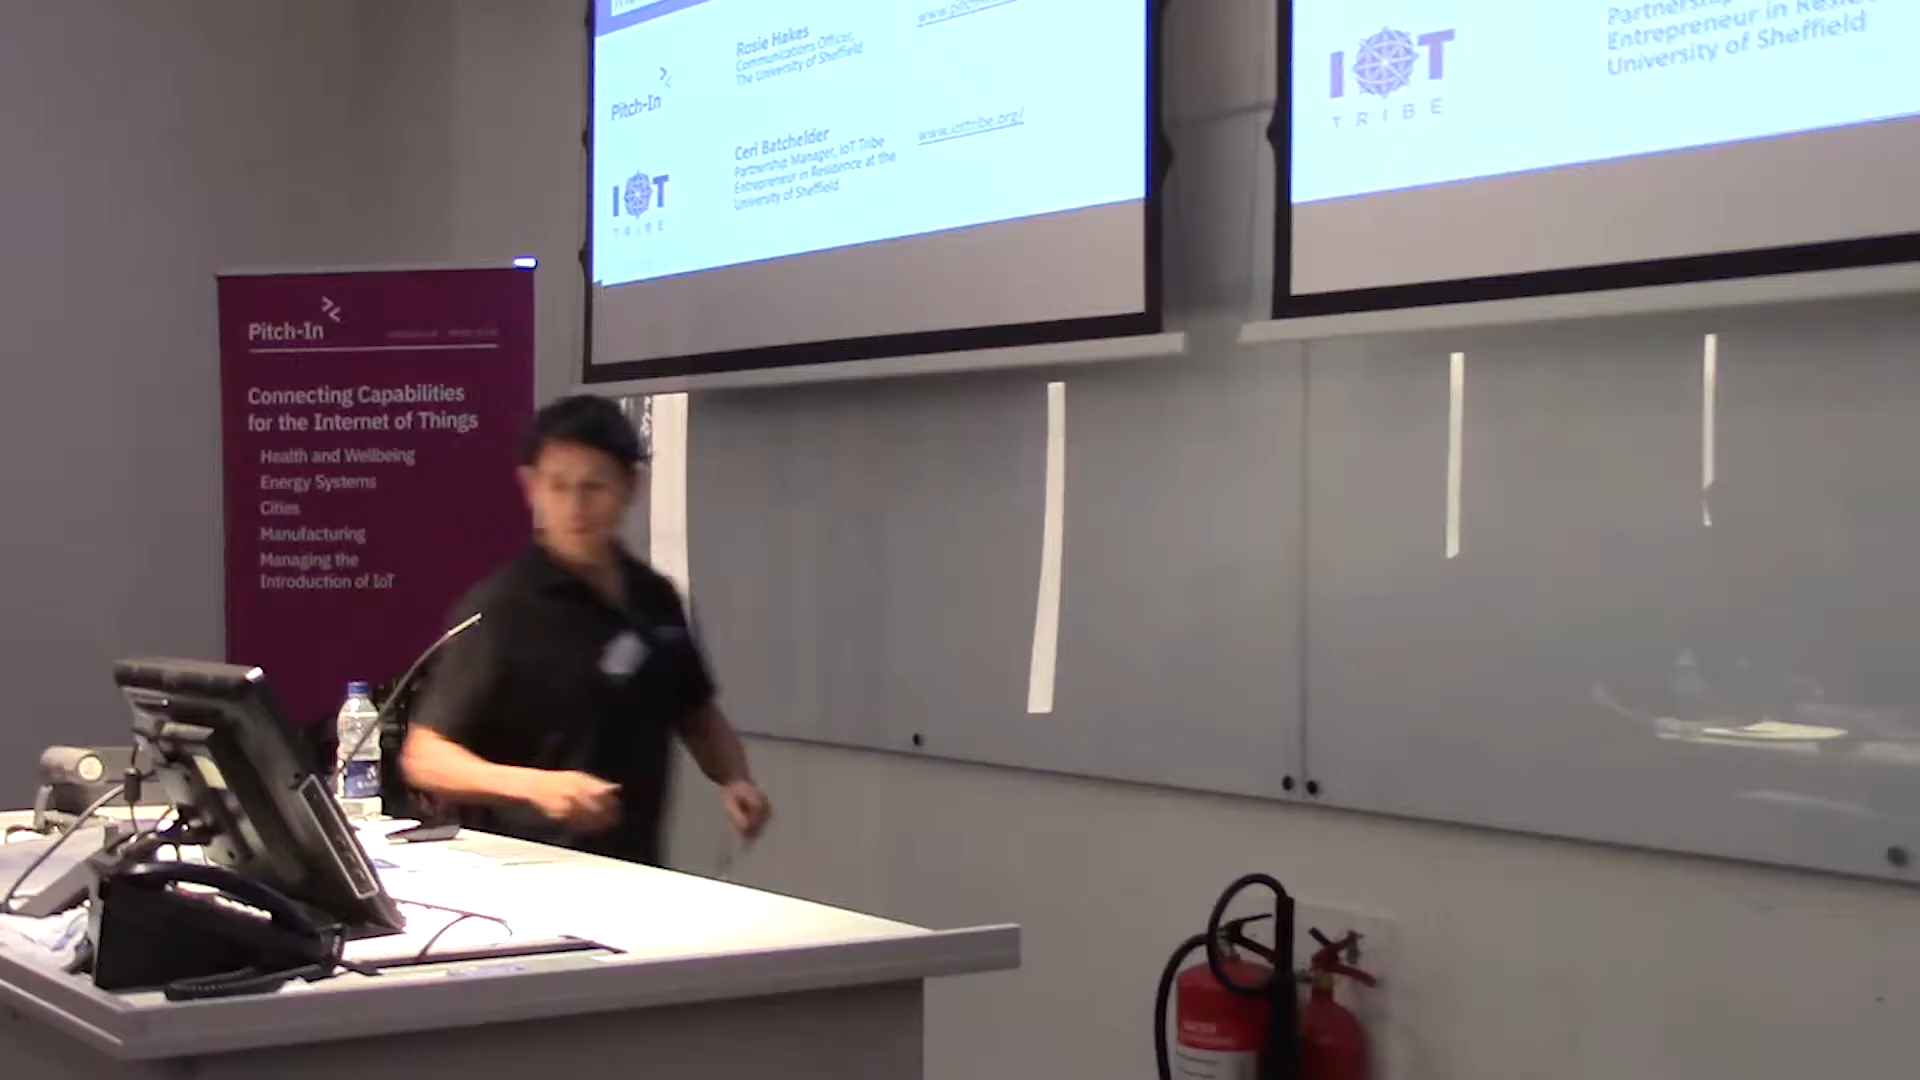 Rosie Hakes
Communications Officer,
The University of Sheffield
Pitch-In
Ceri Batchelder
Partnership Manager, IoT Tribe
Entrepreneur in Residence at the
University of Sheffield
www.iottribe.org/
IOT
TRIBE
Entrepreneur in
University of Sheffield
IOT
TRIBE
Pitch-In
Connecting Capabilities
for the Internet of Things
Health and Wellbeing
Energy Systems
Cities
Manufacturing
Managing the
Introduction of IoT